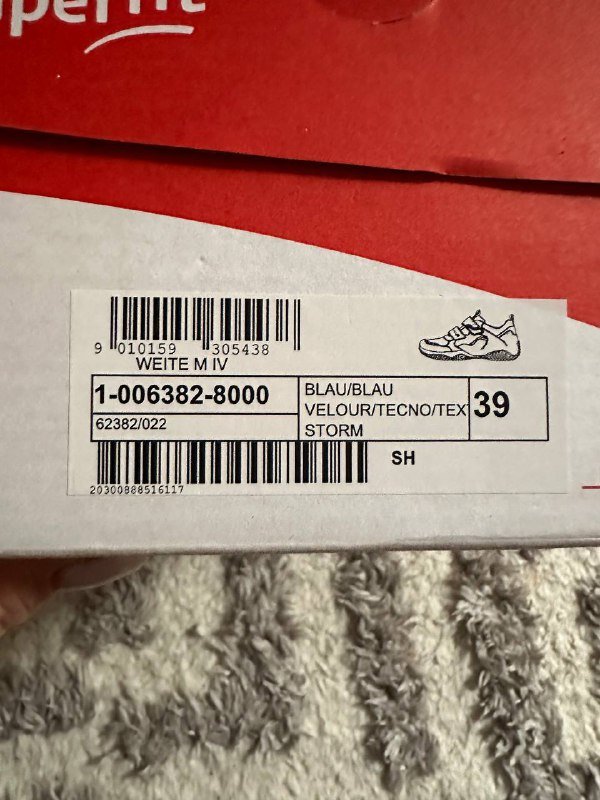 perfit
9 010159 305438
WEITE M IV
1-006382-8000
62382/022
BLAU/BLAU
VELOUR/TECNO/TEX
STORM
39
SH
20300888516117